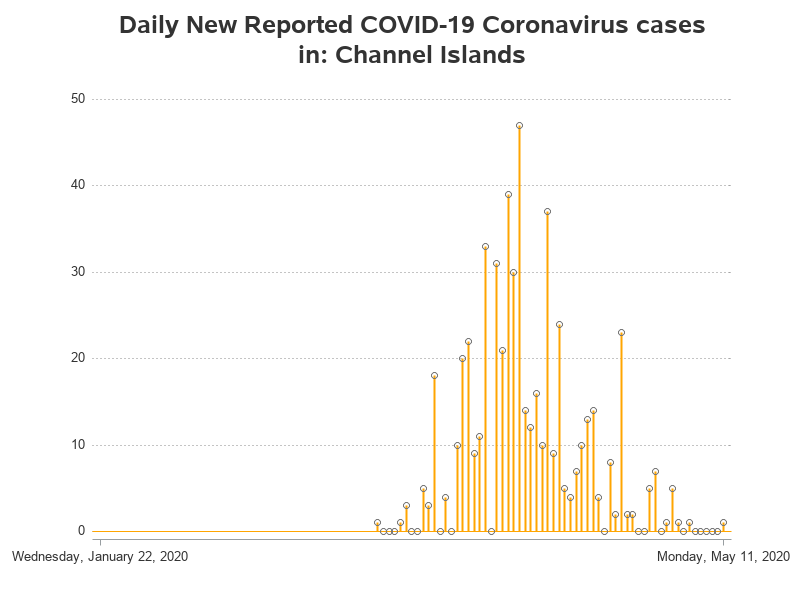 Daily New Reported COVID-19 Coronavirus cases
in: Channel Islands
50
40
30
20
10
0
Wednesday, January 22, 2020 Monday, May 11, 2020